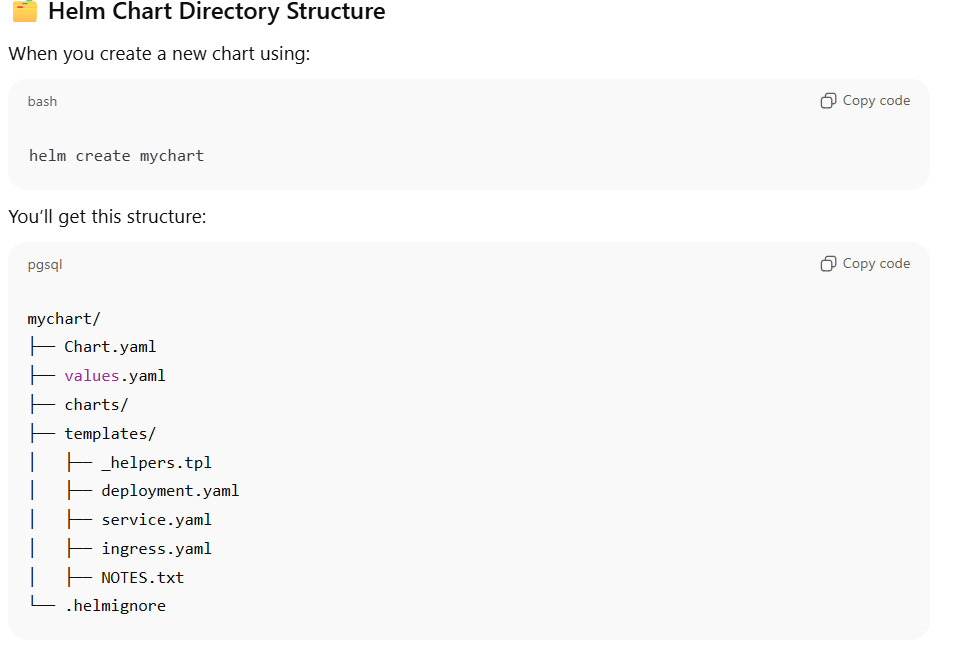 Helm Chart Directory Structure
When you create a new chart using:
bash
Copy code
helm create mychart
You’ll get this structure:
pgsql
Copy code
mychart/
├── Chart.yaml
├── values.yaml
├── charts/
├── templates/
│   ├── _helpers.tpl
│   ├── deployment.yaml
│   ├── service.yaml
│   ├── ingress.yaml
│   ├── NOTES.txt
└── .helmignore